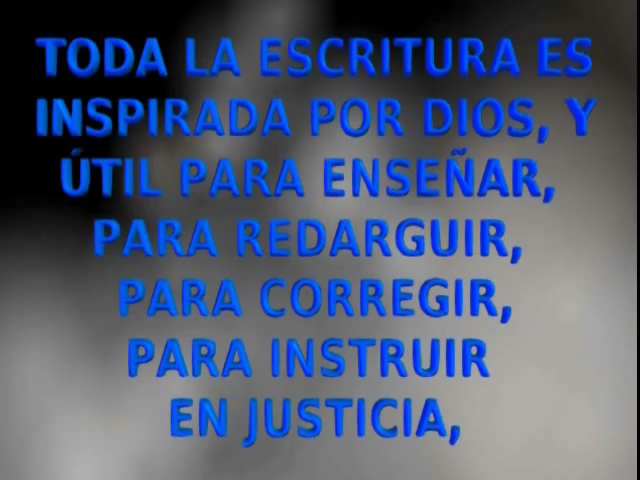 TODA LA ESCRITURA ES
INSPIRADA POR DIOS, Y
ÚTIL PARA ENSEÑAR,
PARA REDARGUIR,
PARA CORREGIR,
PARA INSTRUIR
EN JUSTICIA,